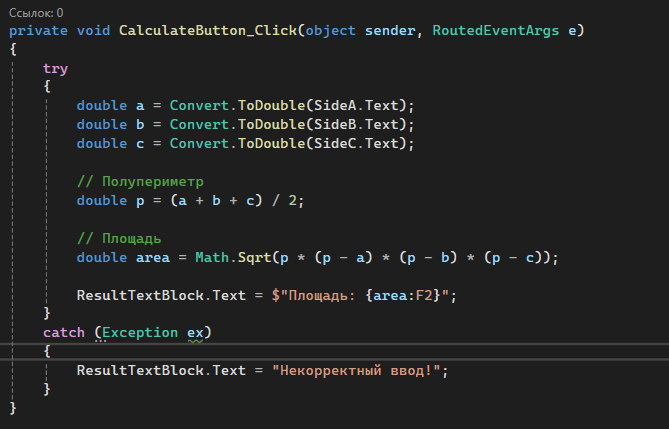 Ссылок: 0
private void CalculateButton_Click(object sender, RoutedEventArgs e)
{
    try
    {
        double a = Convert.ToDouble(SideA.Text);
        double b = Convert.ToDouble(SideB.Text);
        double c = Convert.ToDouble(SideC.Text);

        // Полупериметр
        double p = (a + b + c) / 2;

        // Площадь
        double area = Math.Sqrt(p * (p - a) * (p - b) * (p - c));

        ResultTextBlock.Text = $"Площадь: {area:F2}";
    }
    catch (Exception ex)
    {
        ResultTextBlock.Text = "Некорректный ввод!";
    }
}